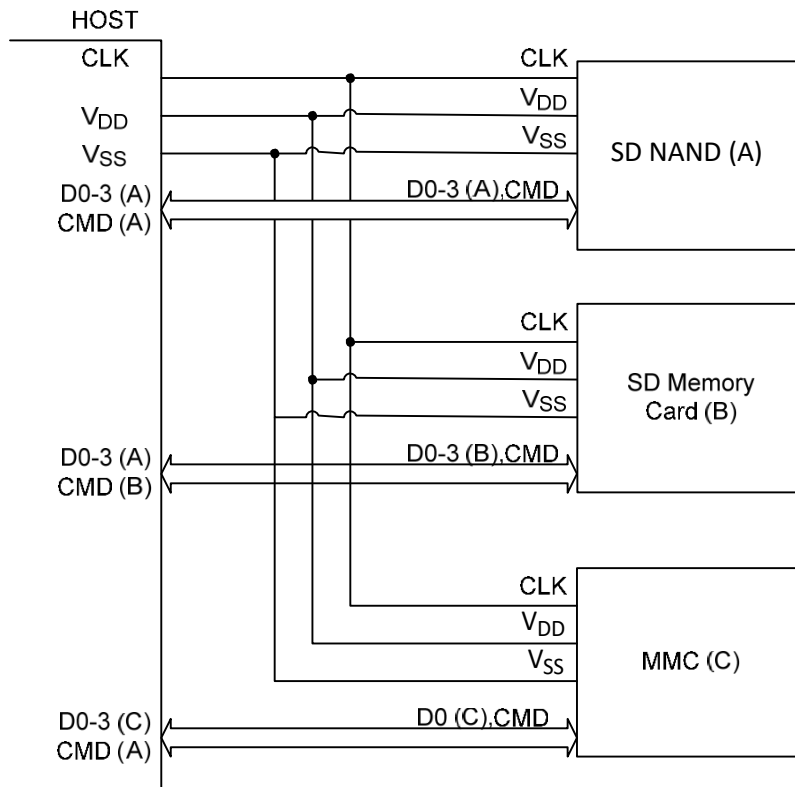 HOST
CLK
VDD
VSS
D0-3 (A)
CMD (A)
CLK
VDD
VSS
D0-3 (A),CMD
SD NAND (A)
CLK
VDD
VSS
SD Memory
Card (B)
D0-3 (A)
CMD (B)
D0-3 (B),CMD
CLK
VDD
VSS
MMC (C)
D0-3 (C)
CMD (A)
D0 (C),CMD